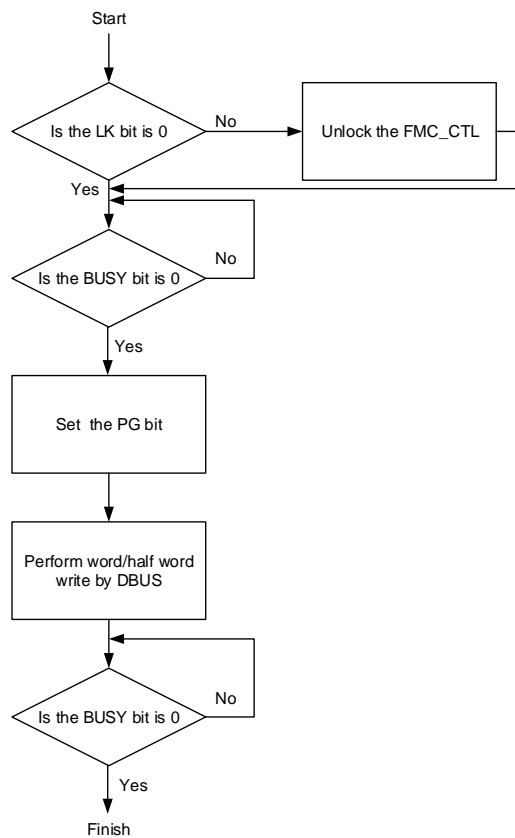 Start
Is the LK bit is 0
No
Unlock the FMC_CTL
Yes
Is the BUSY bit is 0
No
Yes
Set the PG bit
Perform word/half word
write by DBUS
Is the BUSY bit is 0
No
Yes
Finish